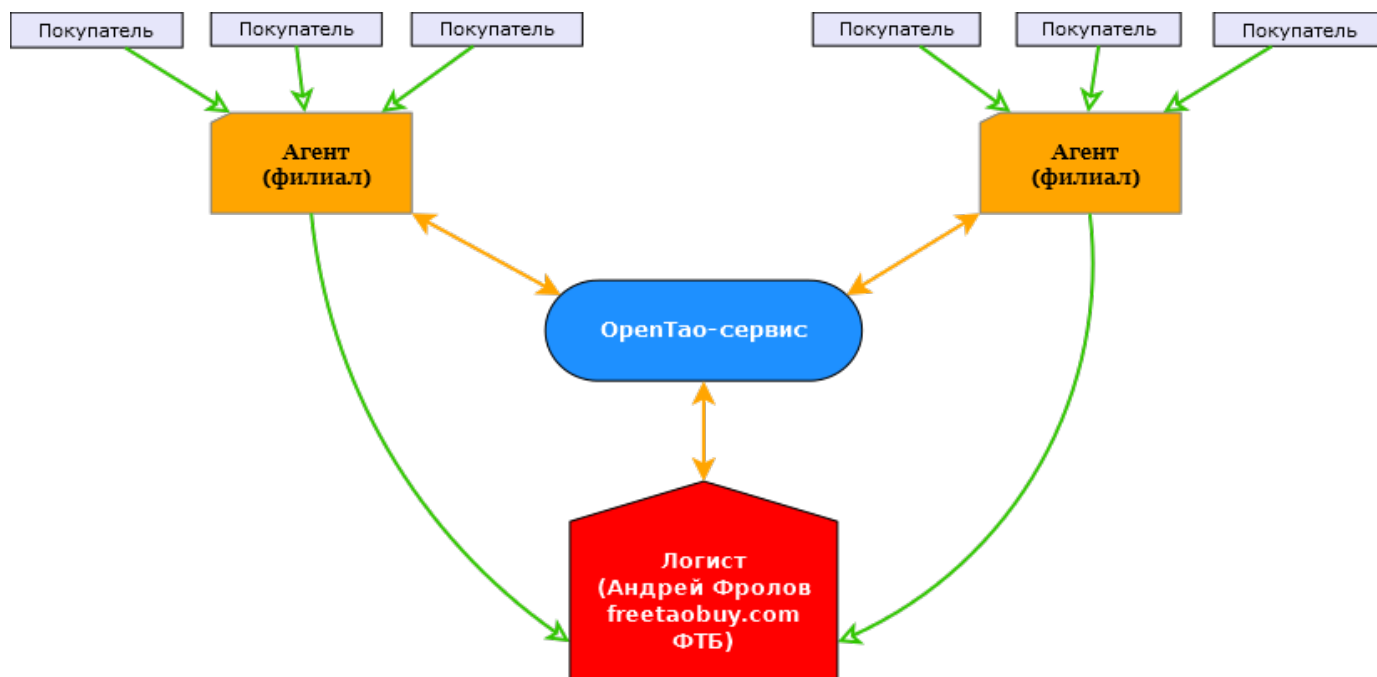 Покупатель
Покупатель
Покупатель
Покупатель
Покупатель
Покупатель
Агент
(филиал)
Агент
(филиал)
OpenTao-сервис
Логист
(Андрей Фролов
freetaobuy.com
ФТБ)